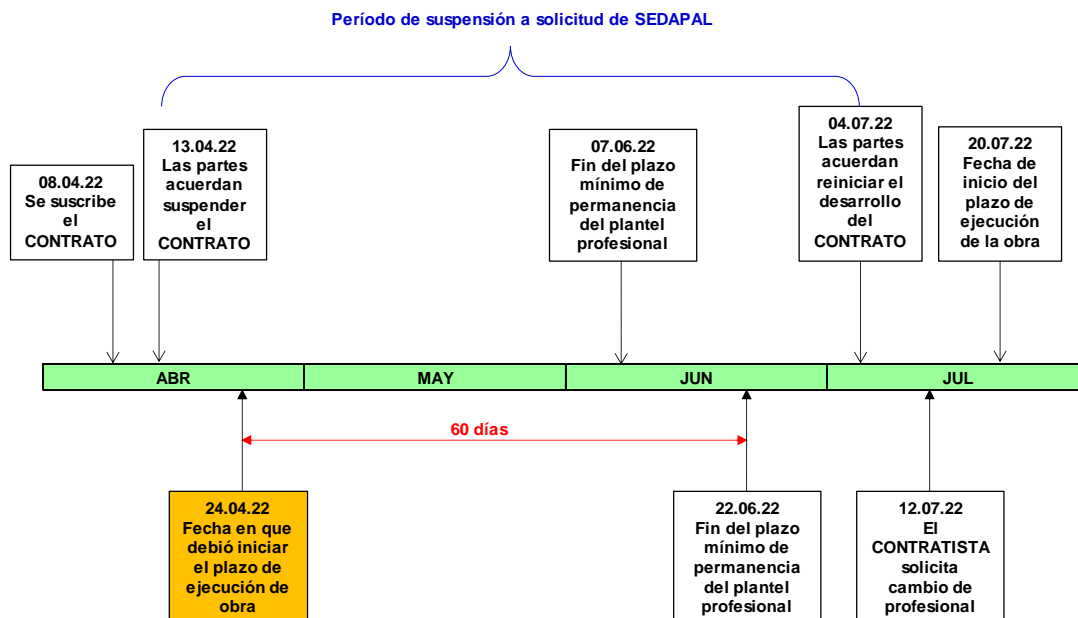 Período de suspensión a solicitud de SEDAPAL
08.04.22
Se suscribe
el
CONTRATO
13.04.22
Las partes
acuerdan
suspender
el
CONTRATO
07.06.22
Fin del plazo
mínimo de
permanencia
del plantel
profesional
04.07.22
Las partes
acuerdan
reiniciar el
desarrollo
del
CONTRATO
20.07.22
Fecha de
inicio del
plazo de
ejecución
de la obra
ABR
MAY
JUN
JUL
60 días
24.04.22
Fecha en que
debió iniciar
el plazo de
ejecución de
obra
22.06.22
Fin del plazo
mínimo de
permanencia
del plantel
profesional
12.07.22
El
CONTRATISTA
solicita
cambio de
profesional